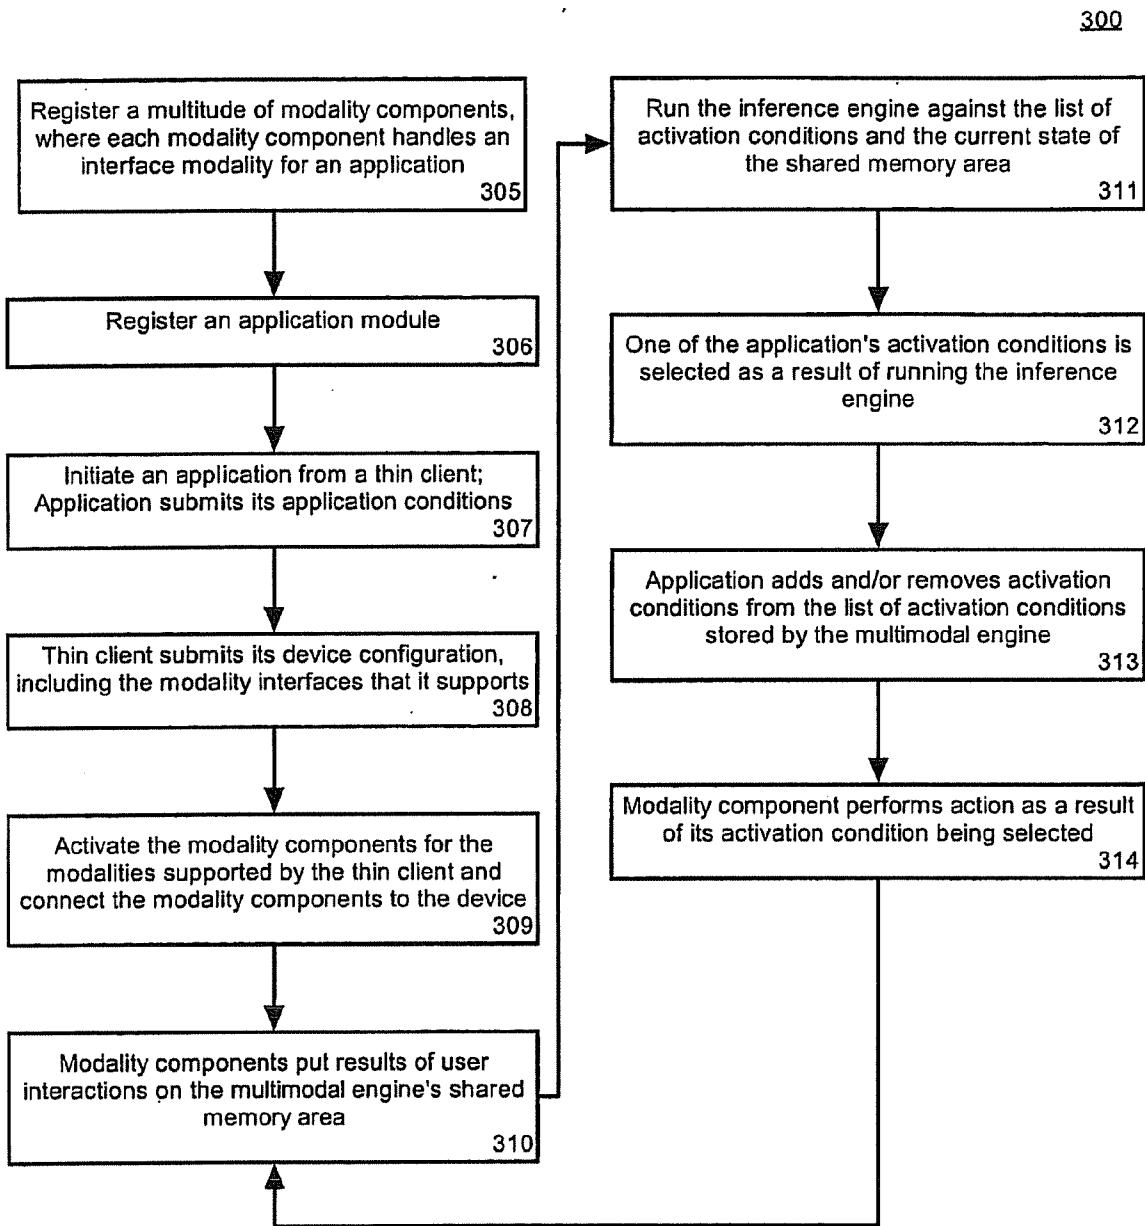 300
Register a multitude of modality components,
where each modality component handles an
interface modality for an application
305
Register an application module
306
Initiate an application from a thin client;
Application submits its application conditions
307
Thin client submits its device configuration,
including the modality interfaces that it supports
308
Activate the modality components for the
modalities supported by the thin client and
connect the modality components to the device
309
Modality components put results of user
interactions on the multimodal engine's shared
memory area
310
Run the inference engine against the list of
activation conditions and the current state of
the shared memory area
311
One of the application's activation conditions is
selected as a result of running the inference
engine
312
Application adds and/or removes activation
conditions from the list of activation conditions
stored by the multimodal engine
313
Modality component performs action as a result
of its activation condition being selected
314